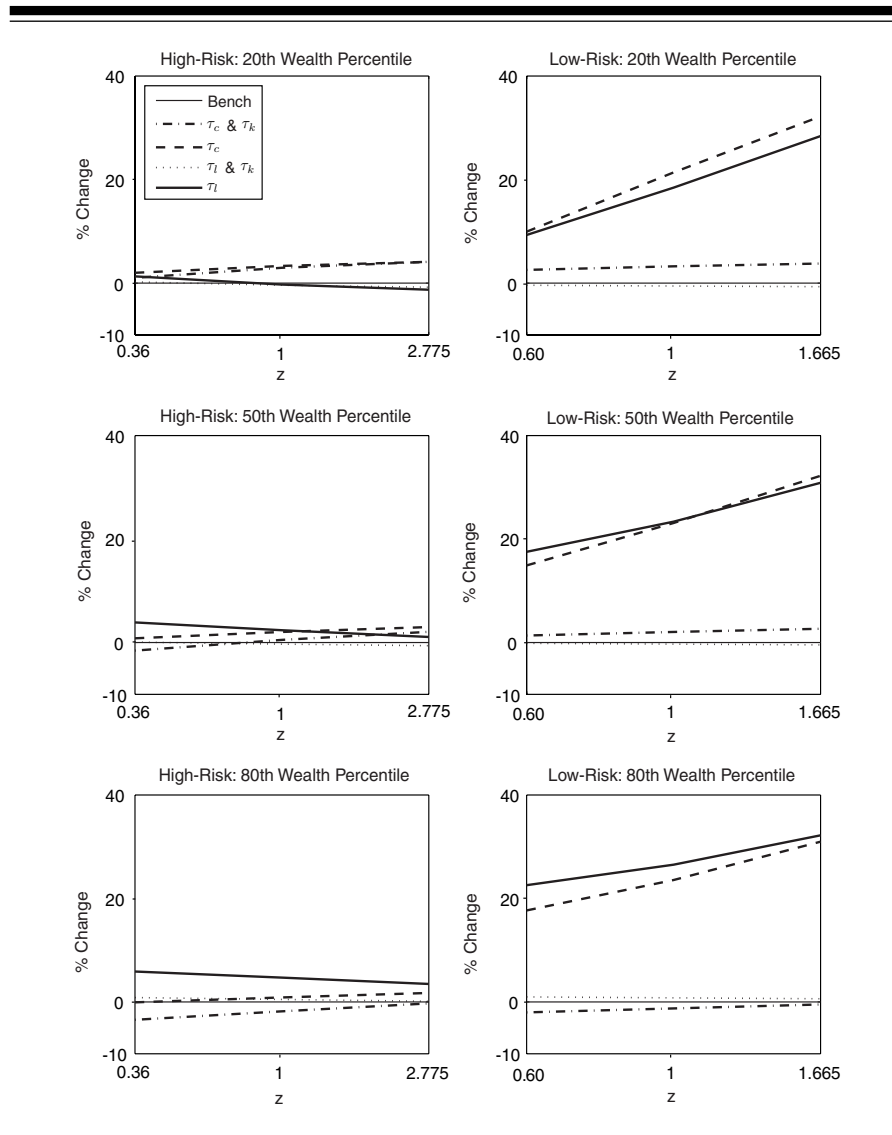 High-Risk: 20th Wealth Percentile
40
20
0
-10
% Change
Bench
τc & τk
τc
τl & τk
τl
0.36
1
2.775
z
Low-Risk: 20th Wealth Percentile
40
20
0
-10
% Change
0.60
1
1.665
z
High-Risk: 50th Wealth Percentile
40
20
0
-10
% Change
0.36
1
2.775
z
Low-Risk: 50th Wealth Percentile
40
20
0
-10
% Change
0.60
1
1.665
z
High-Risk: 80th Wealth Percentile
40
20
0
-10
% Change
0.36
1
2.775
z
Low-Risk: 80th Wealth Percentile
40
20
0
-10
% Change
0.60
1
1.665
z